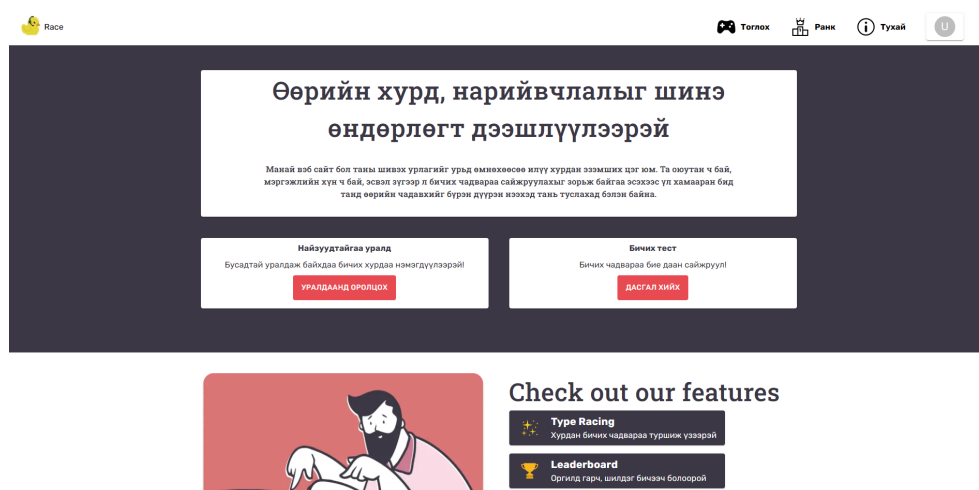 Race
Тоглох
Ранк
Тухай
U
Өөрийн хурд, нарийвчлалыг шинэ
өндөрлөгт дээшлүүлээрэй
Манай вэб сайт бол таны шивэх урлагийг урьд өмнөхөөсөө илүү хурдан эзэмших цэг юм. Та оюутан ч бай,
мэргэжлийн хүн ч бай, эсвэл зүгээр л бичих чадвараа сайжруулахыг зорьж байгаа эсэхээс үл хамааран бид
танд өөрийн чадавхийг бүрэн дүүрэн нээхэд тань туслахад бэлэн байна.
Найзуудтайгаа уралд
Бусадтай уралдаж байхдаа бичих хурдаа нэмэгдүүлээрэй!
УРАЛДААНД ОРОЛЦОХ
Бичих тест
Бичих чадвараа бие даан сайжруул!
ДАСГАЛ ХИЙХ
Check out our features
Type Racing
Хурдан бичих чадвараа туршиж үзээрэй
Leaderboard
Оргилд гарч, шилдэг бичээч болоорой